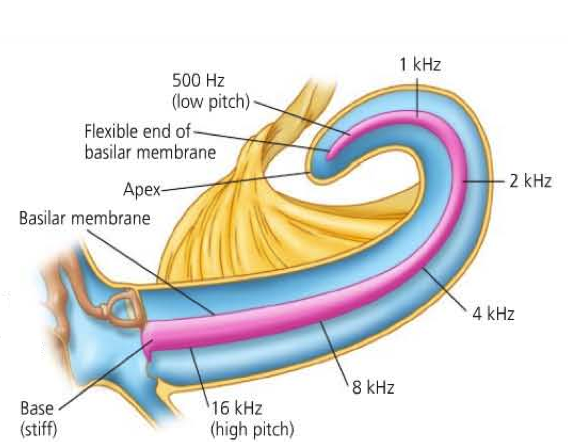 1 kHz
500 Hz
(low pitch)
Flexible end of
basilar membrane
Apex
2 kHz
Basilar membrane
4 kHz
8 kHz
Base
(stiff)
16 kHz
(high pitch)